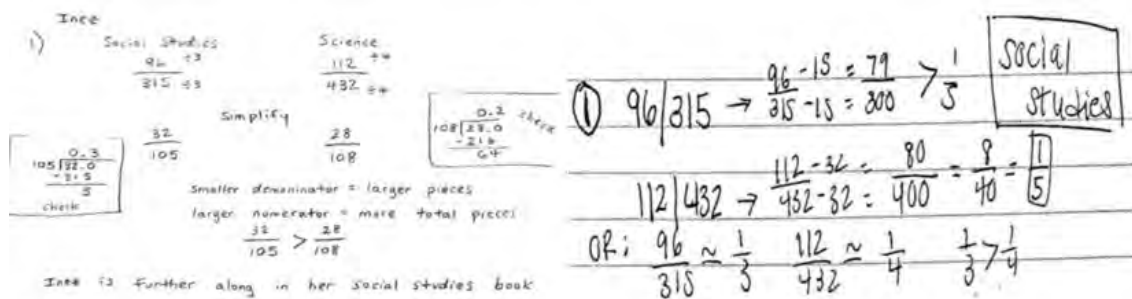 Inez
1)
Social Studies Science
96 ÷3 112 ÷4
315 ÷3 432 ÷4
Simplify
32 28
105 108
0.3
105|32.0
-31.5
5
check
0.2 check
108|28.0
-21 6
64
smaller denominator = larger pieces
larger numerator = more total pieces
32 > 28
105 108
Inez is further along in her social studies book
① 96|315 → 96 - 15 = 79 > 1
315 - 15 = 300 5
social
studies
112|432 → 112 - 32 = 80 = 8 = 1
432 - 32 = 400 40 5
OR: 96 ≈ 1 112 ≈ 1 1 > 1
315 3 432 4 3 4